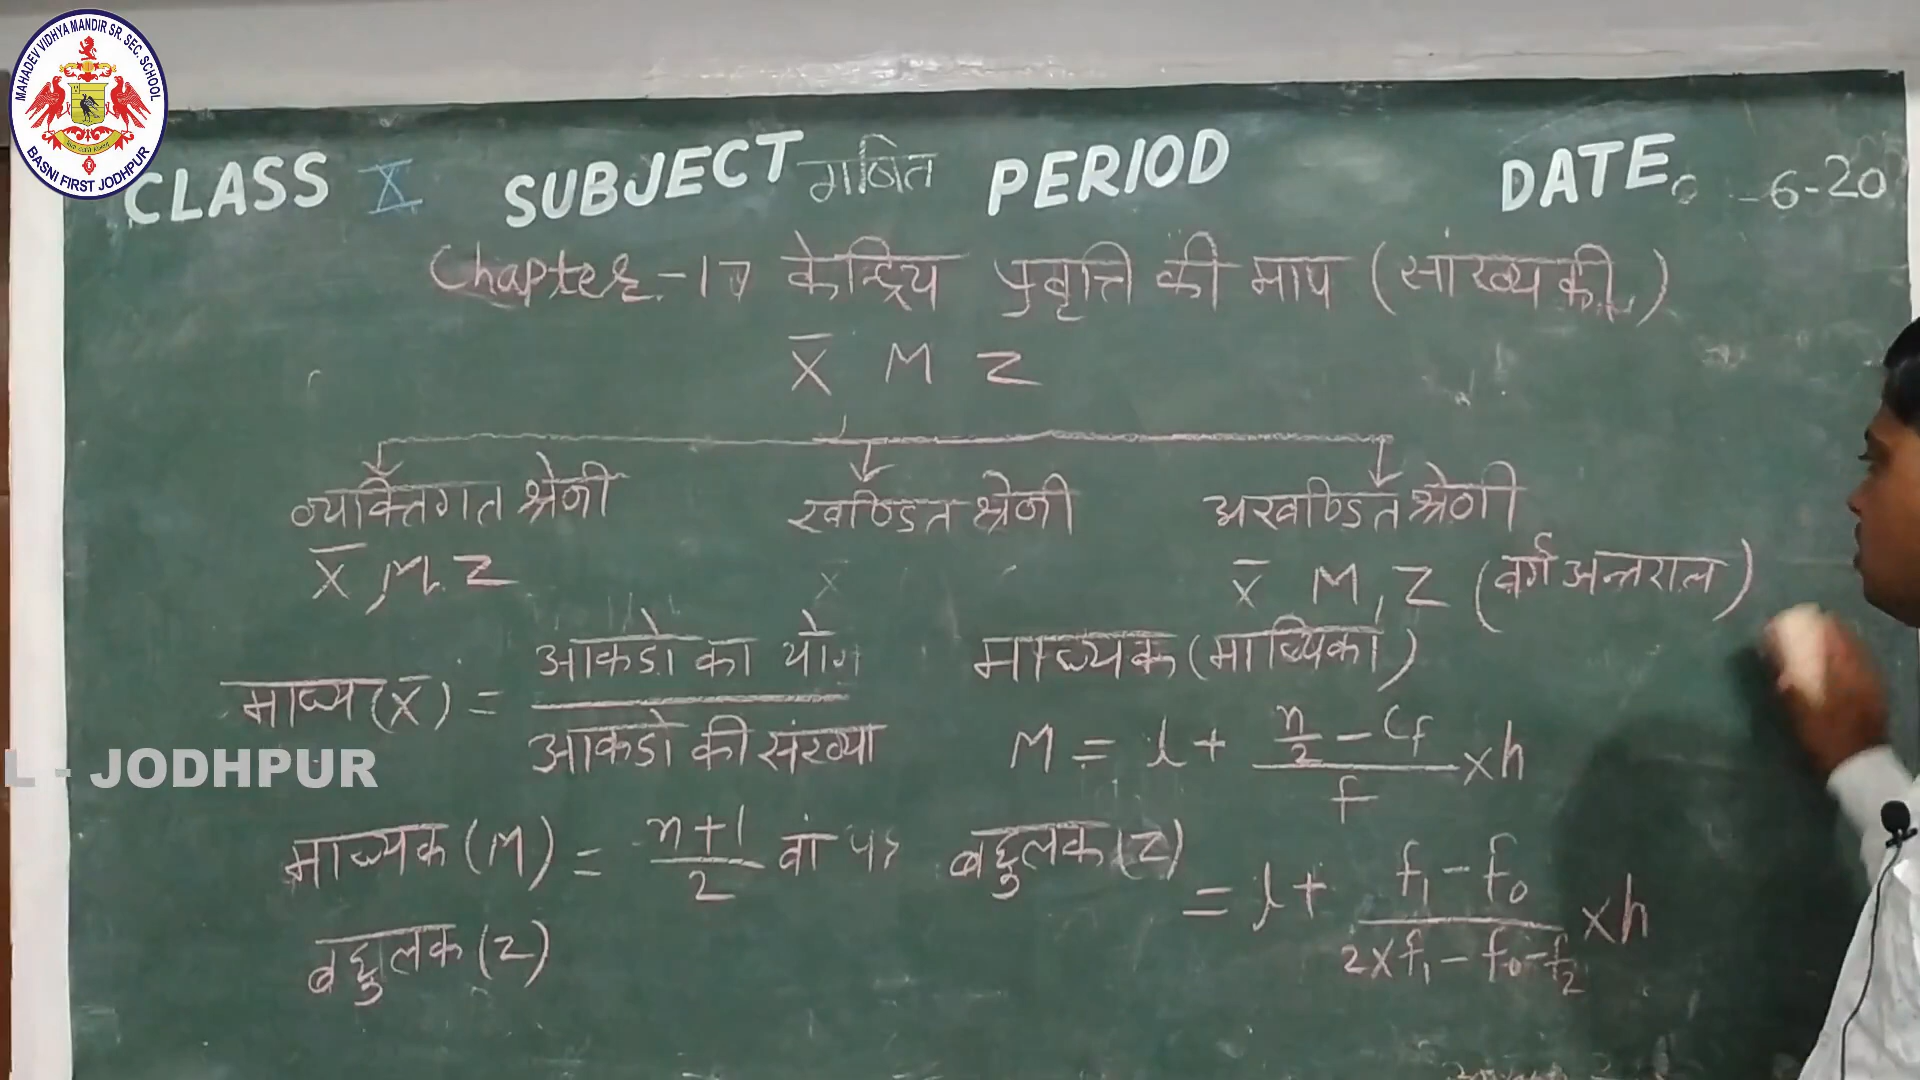 MAHADEV VIDHYA MANDIR SR. SEC. SCHOOL
BASNI FIRST JODHPUR
CLASS X SUBJECT गणित PERIOD DATE -6-20
Chapter-17 केन्द्रिय प्रवृत्ति की माप (सांख्यकी)
X̄ M Z
व्यक्तिगत श्रेणी खण्डित श्रेणी अखण्डित श्रेणी
X̄, M, Z X̄ M, Z (वर्ग अन्तराल)
माध्य (X̄) = आकडो का योग / आकडो की संख्या
माध्यक (माध्यिका)
M = l + (n/2 - Cf)/f × h
L - JODHPUR
माध्यक (M) = (n+1)/2 वां
बहुलक (Z) = l + (f₁ - f₀)/(2×f₁ - f₀ - f₂) × h
बहुलक (Z)